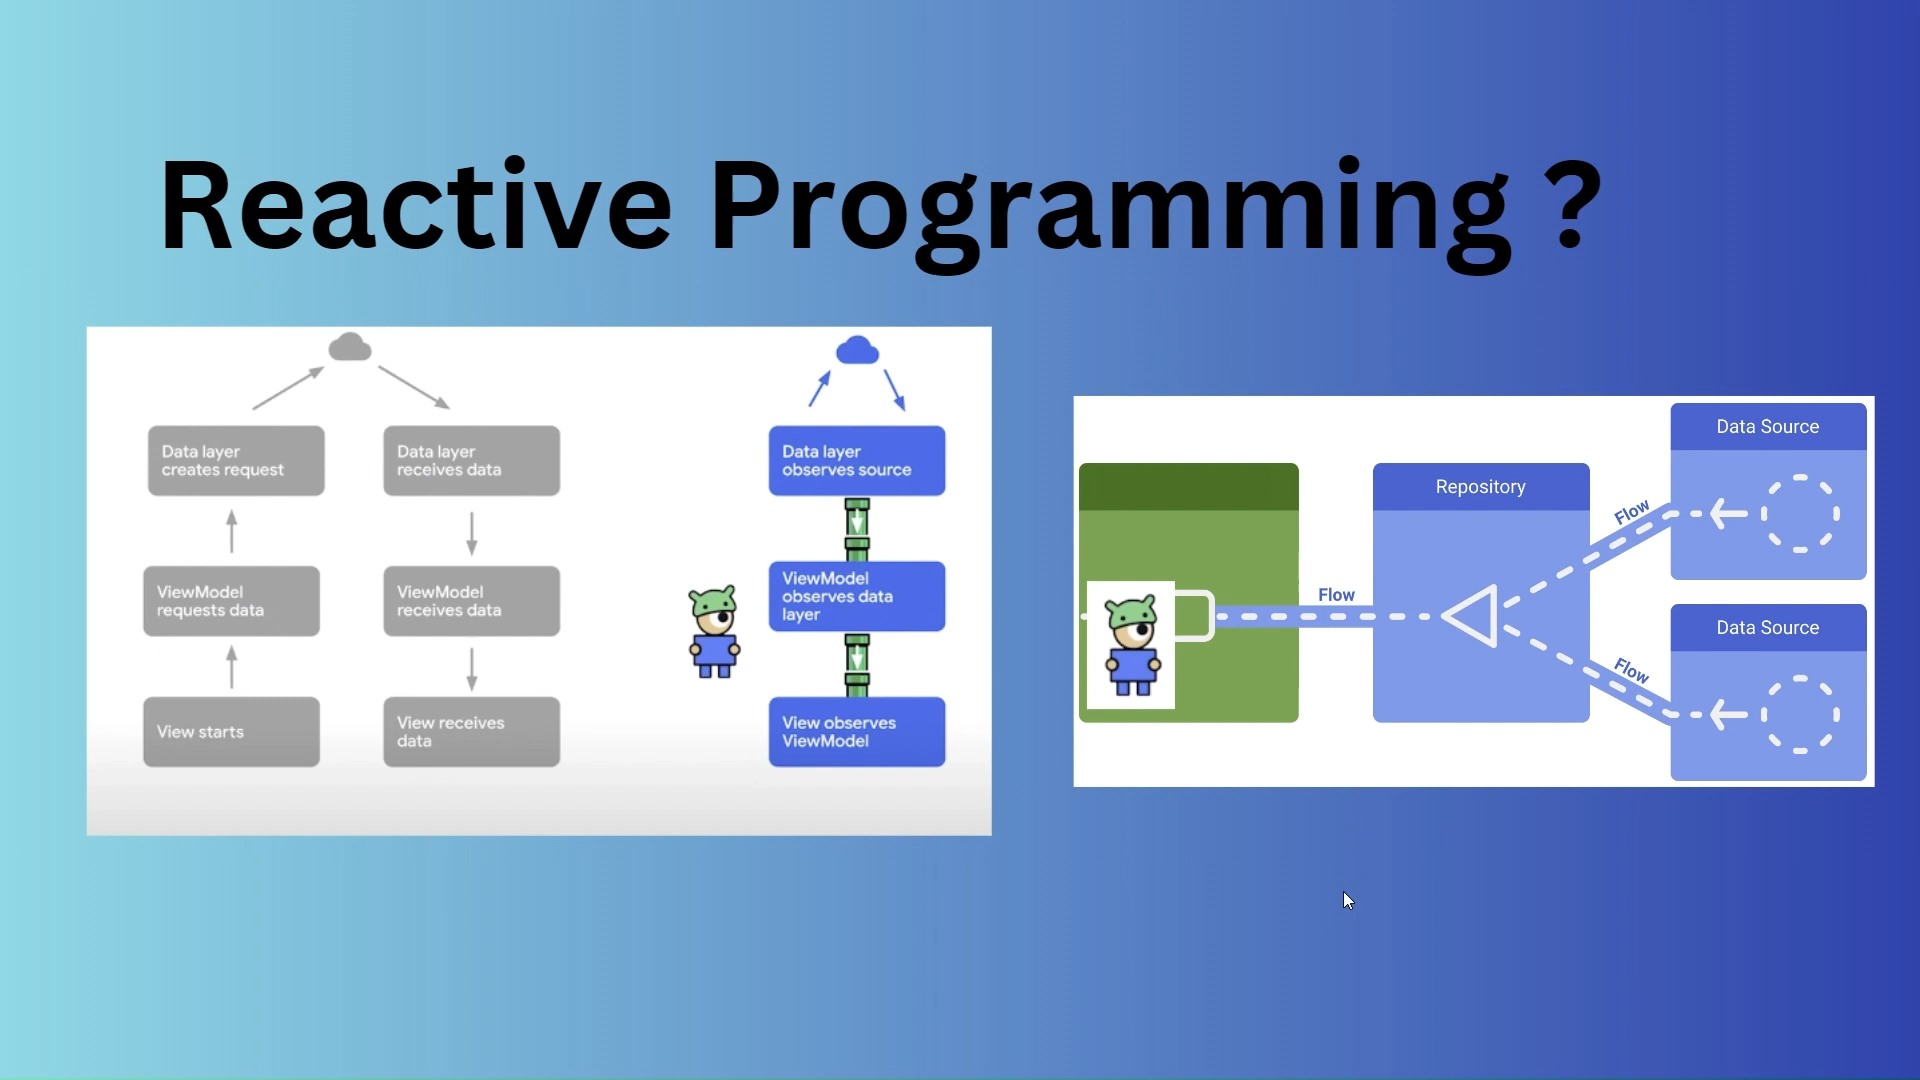 Reactive Programming ?
Data layer
creates request
Data layer
receives data
Data layer
observes source
ViewModel
requests data
ViewModel
receives data
ViewModel
observes data
layer
View starts
View receives
data
View observes
ViewModel
Data Source
Repository
Flow
Flow
Data Source
Flow